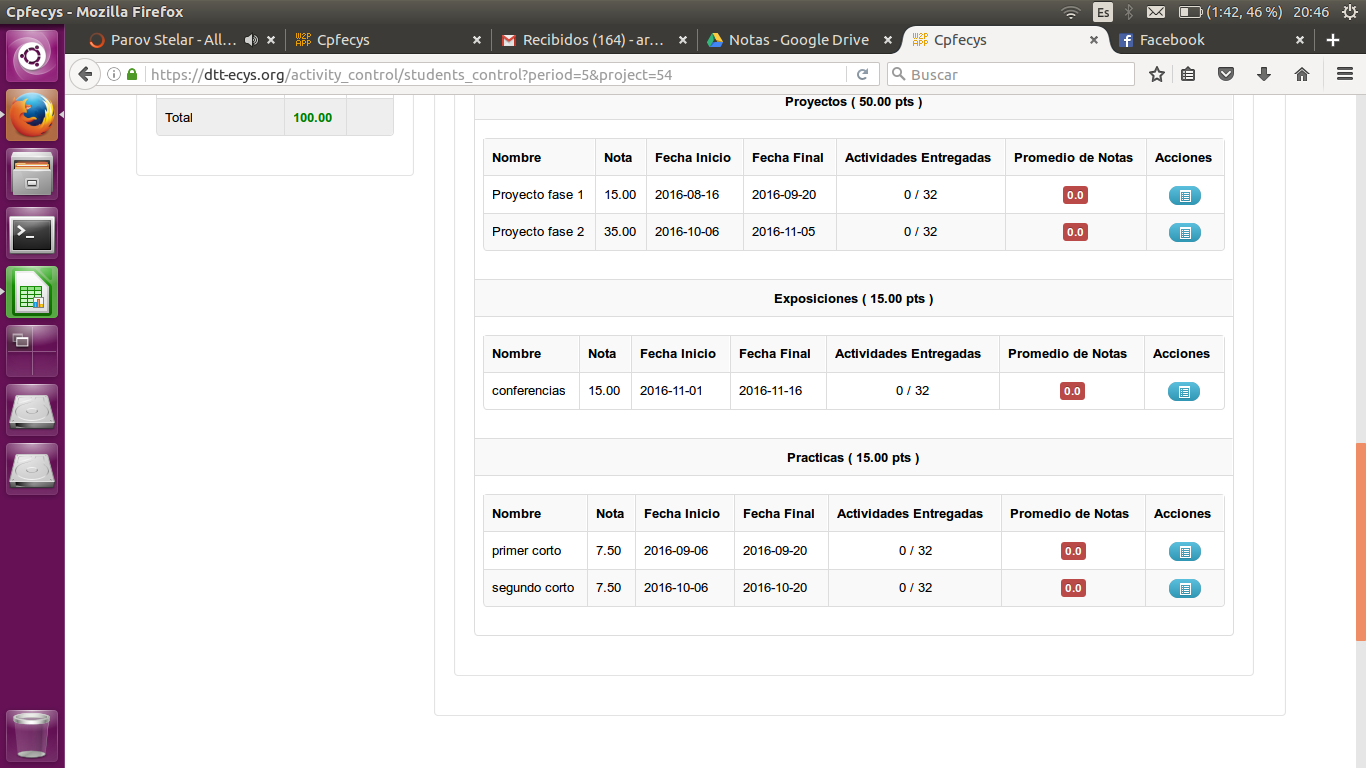 Cpfecys - Mozilla Firefox
Es
(1:42, 46 %)
20:46
Parov Stelar - All...
W2P APP
Cpfecys
Recibidos (164) - ar...
Notas - Google Drive
W2P APP
Cpfecys
Facebook
https://dtt-ecys.org/activity_control/students_control?period=5&project=54
Buscar
Total 100.00
Proyectos ( 50.00 pts )
Nombre Nota Fecha Inicio Fecha Final Actividades Entregadas Promedio de Notas Acciones
Proyecto fase 1 15.00 2016-08-16 2016-09-20 0 / 32 0.0
Proyecto fase 2 35.00 2016-10-06 2016-11-05 0 / 32 0.0
Exposiciones ( 15.00 pts )
Nombre Nota Fecha Inicio Fecha Final Actividades Entregadas Promedio de Notas Acciones
conferencias 15.00 2016-11-01 2016-11-16 0 / 32 0.0
Practicas ( 15.00 pts )
Nombre Nota Fecha Inicio Fecha Final Actividades Entregadas Promedio de Notas Acciones
primer corto 7.50 2016-09-06 2016-09-20 0 / 32 0.0
segundo corto 7.50 2016-10-06 2016-10-20 0 / 32 0.0